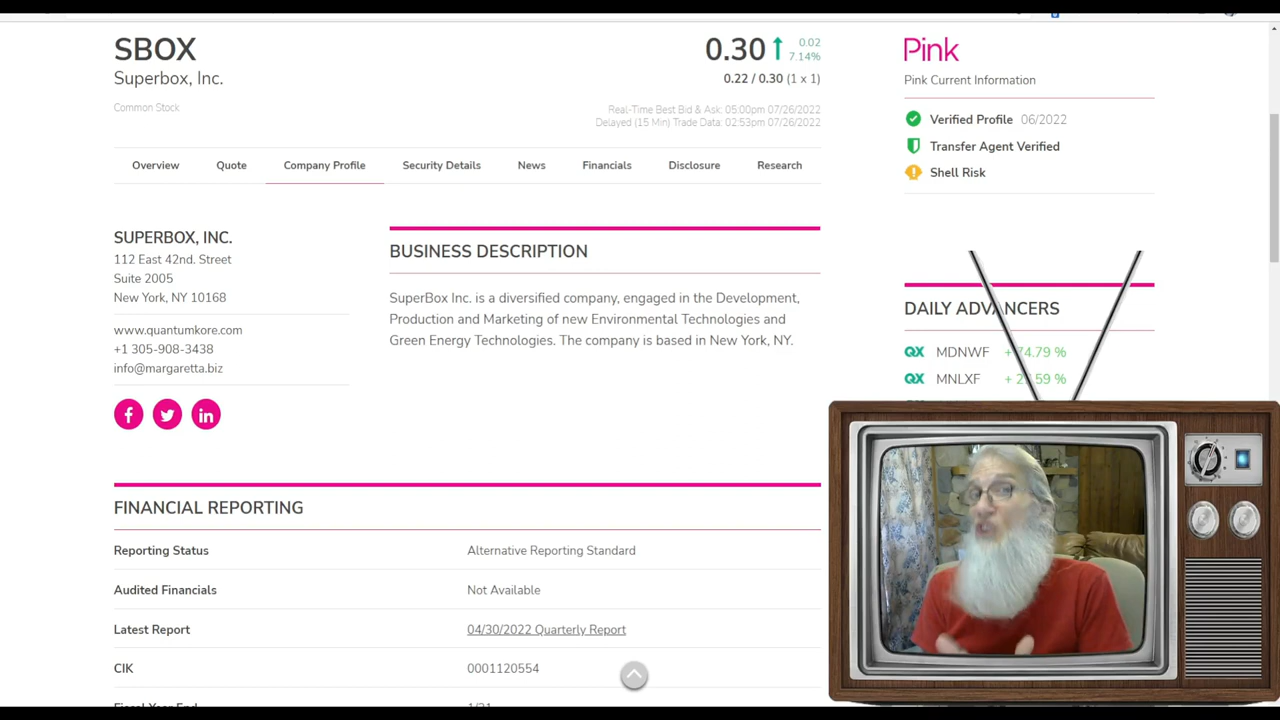 SBOX
Superbox, Inc.
Common Stock
0.30
0.02
7.14%
0.22 / 0.30 (1 x 1)
Real-Time Best Bid & Ask: 05:00pm 07/26/2022
Delayed (15 Min) Trade Data: 02:53pm 07/26/2022
Pink
Pink Current Information
Verified Profile 06/2022
Transfer Agent Verified
Shell Risk
Overview Quote Company Profile Security Details News Financials Disclosure Research
SUPERBOX, INC.
112 East 42nd. Street
Suite 2005
New York, NY 10168
www.quantumkore.com
+1 305-908-3438
info@margaretta.biz
BUSINESS DESCRIPTION
SuperBox Inc. is a diversified company, engaged in the Development,
Production and Marketing of new Environmental Technologies and
Green Energy Technologies. The company is based in New York, NY.
DAILY ADVANCERS
QX MDNWF
QX MNLXF
FINANCIAL REPORTING
Reporting Status Alternative Reporting Standard
Audited Financials Not Available
Latest Report 04/30/2022 Quarterly Report
CIK 0001120554